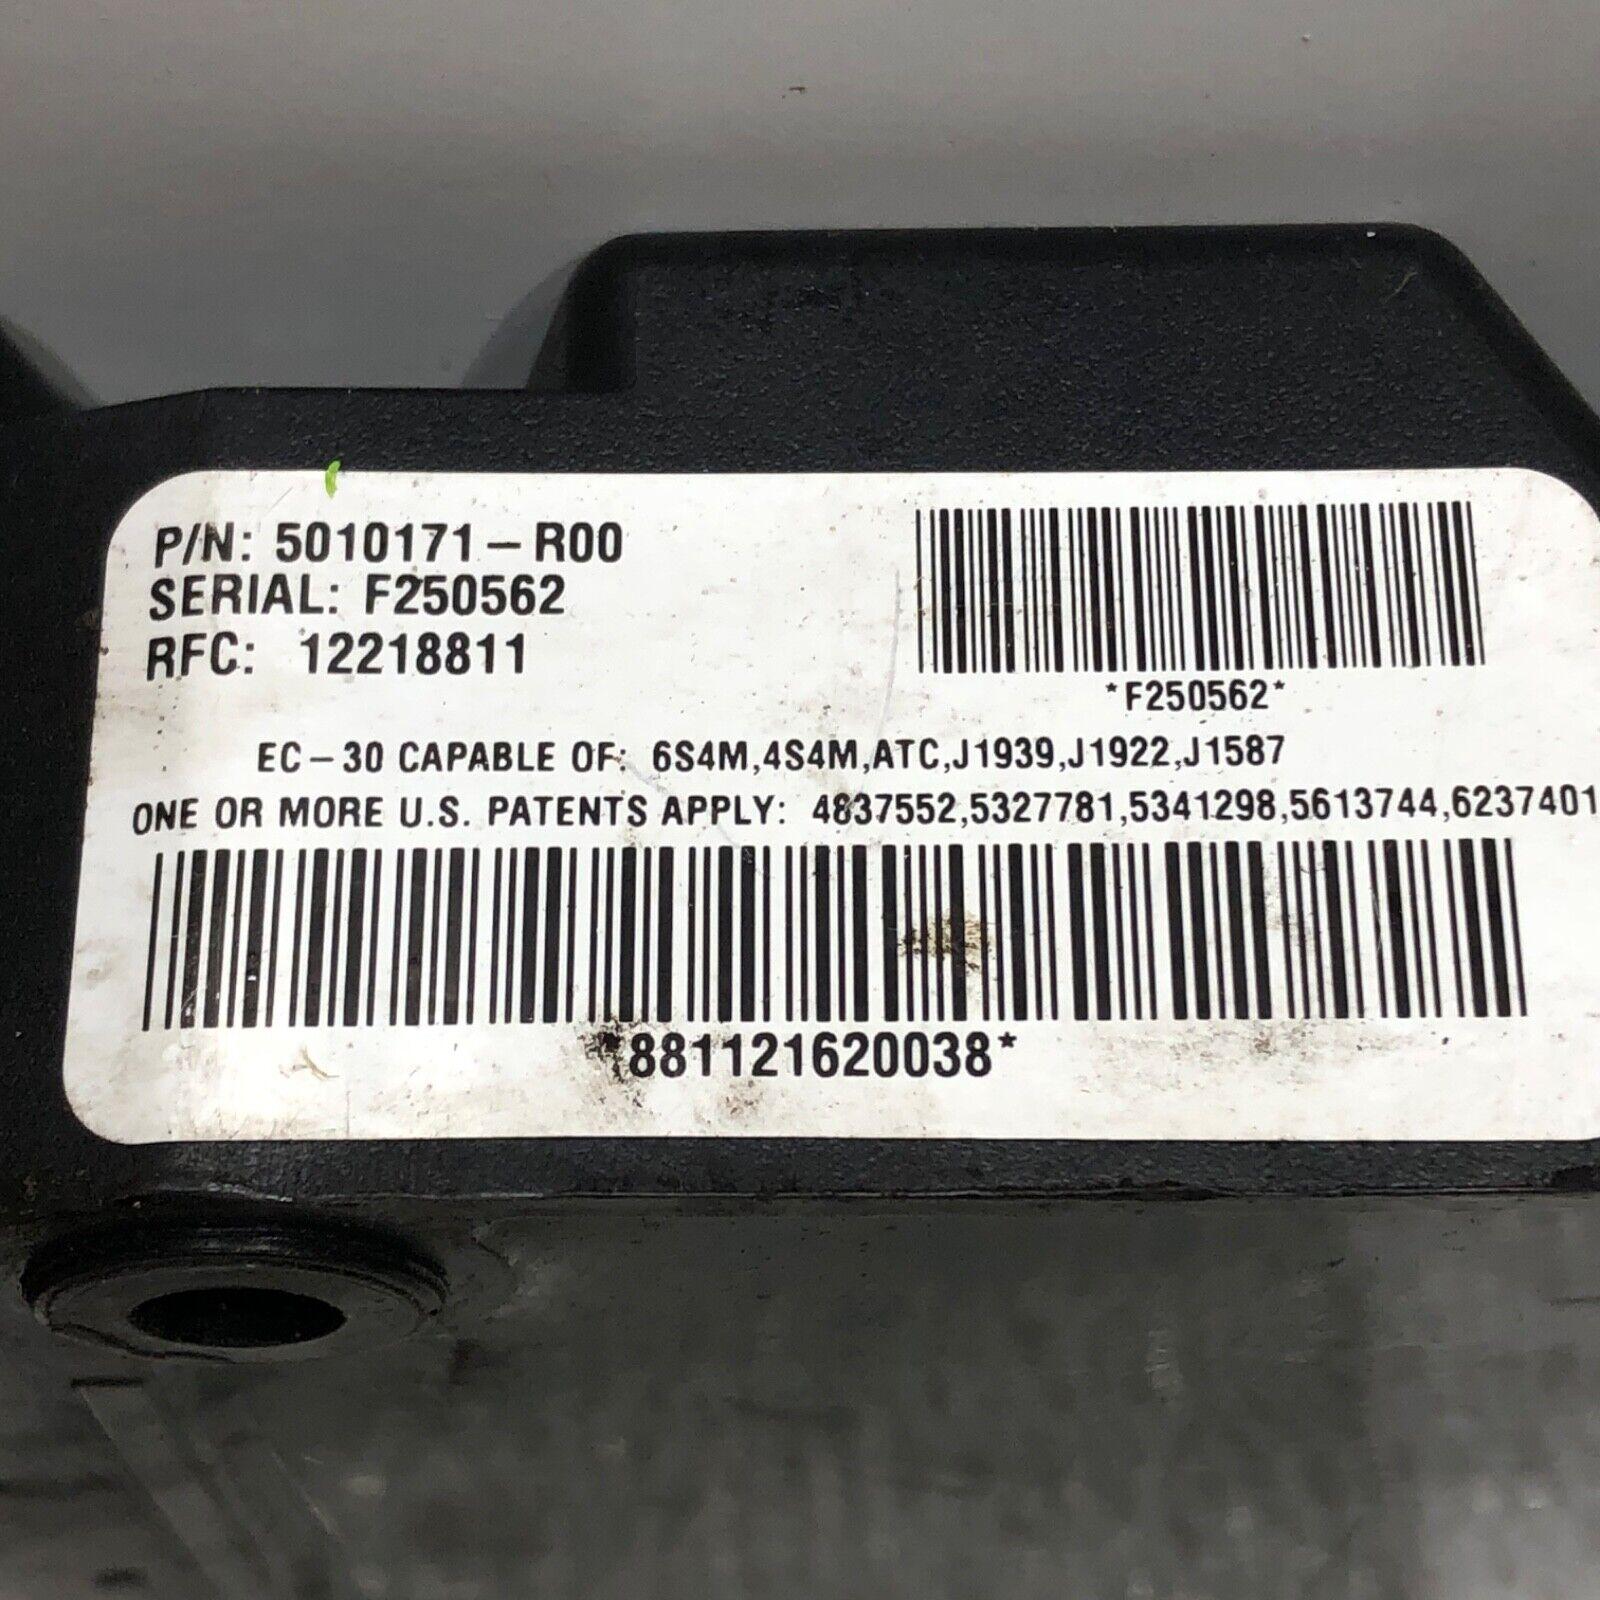 P/N: 5010171-R00
SERIAL: F250562
RFC: 12218811
*F250562*
EC-30 CAPABLE OF: 6S4M,4S4M,ATC,J1939,J1922,J1587
ONE OR MORE U.S. PATENTS APPLY: 4837552,5327781,5341298,5613744,6237401
*881121620038*